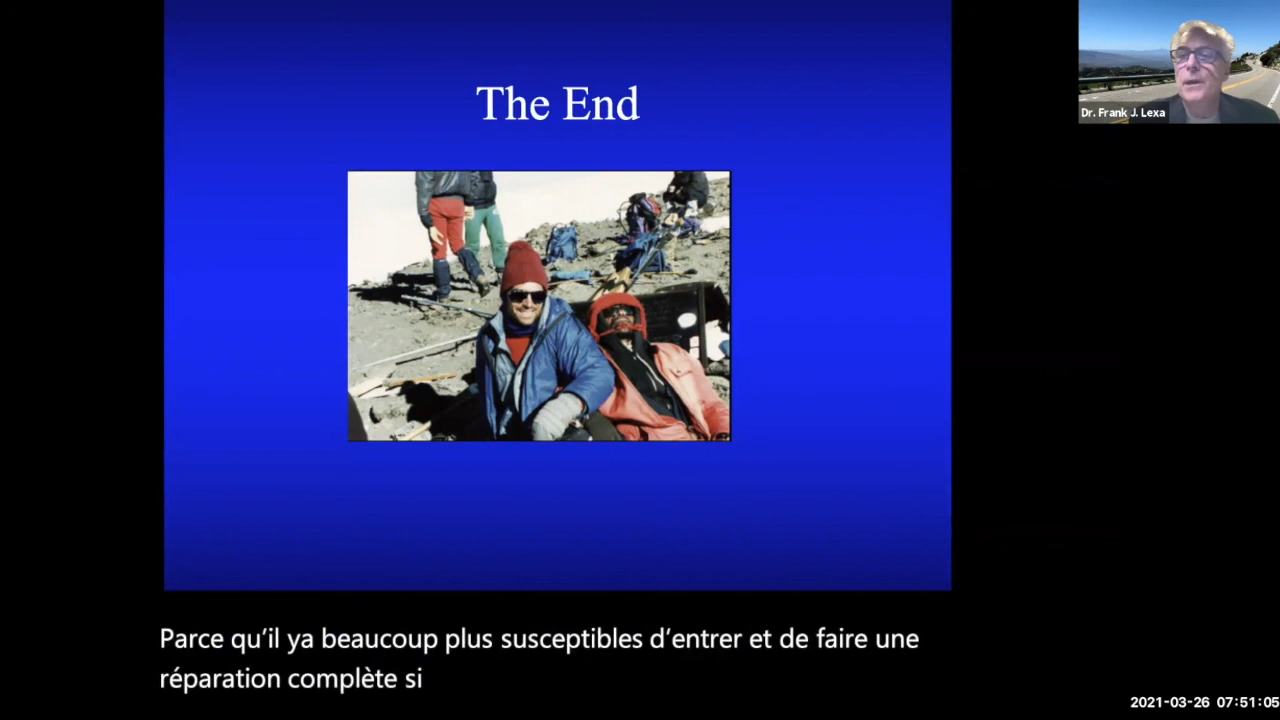 The End
Dr. Frank J. Lexa
Parce qu'il ya beaucoup plus susceptibles d'entrer et de faire une
réparation complète si
2021-03-26 07:51:05